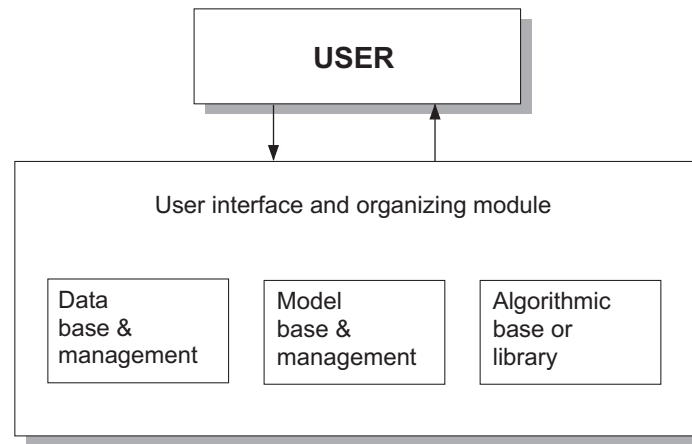 USER
User interface and organizing module
Data
base &
management
Model
base &
management
Algorithmic
base or
library